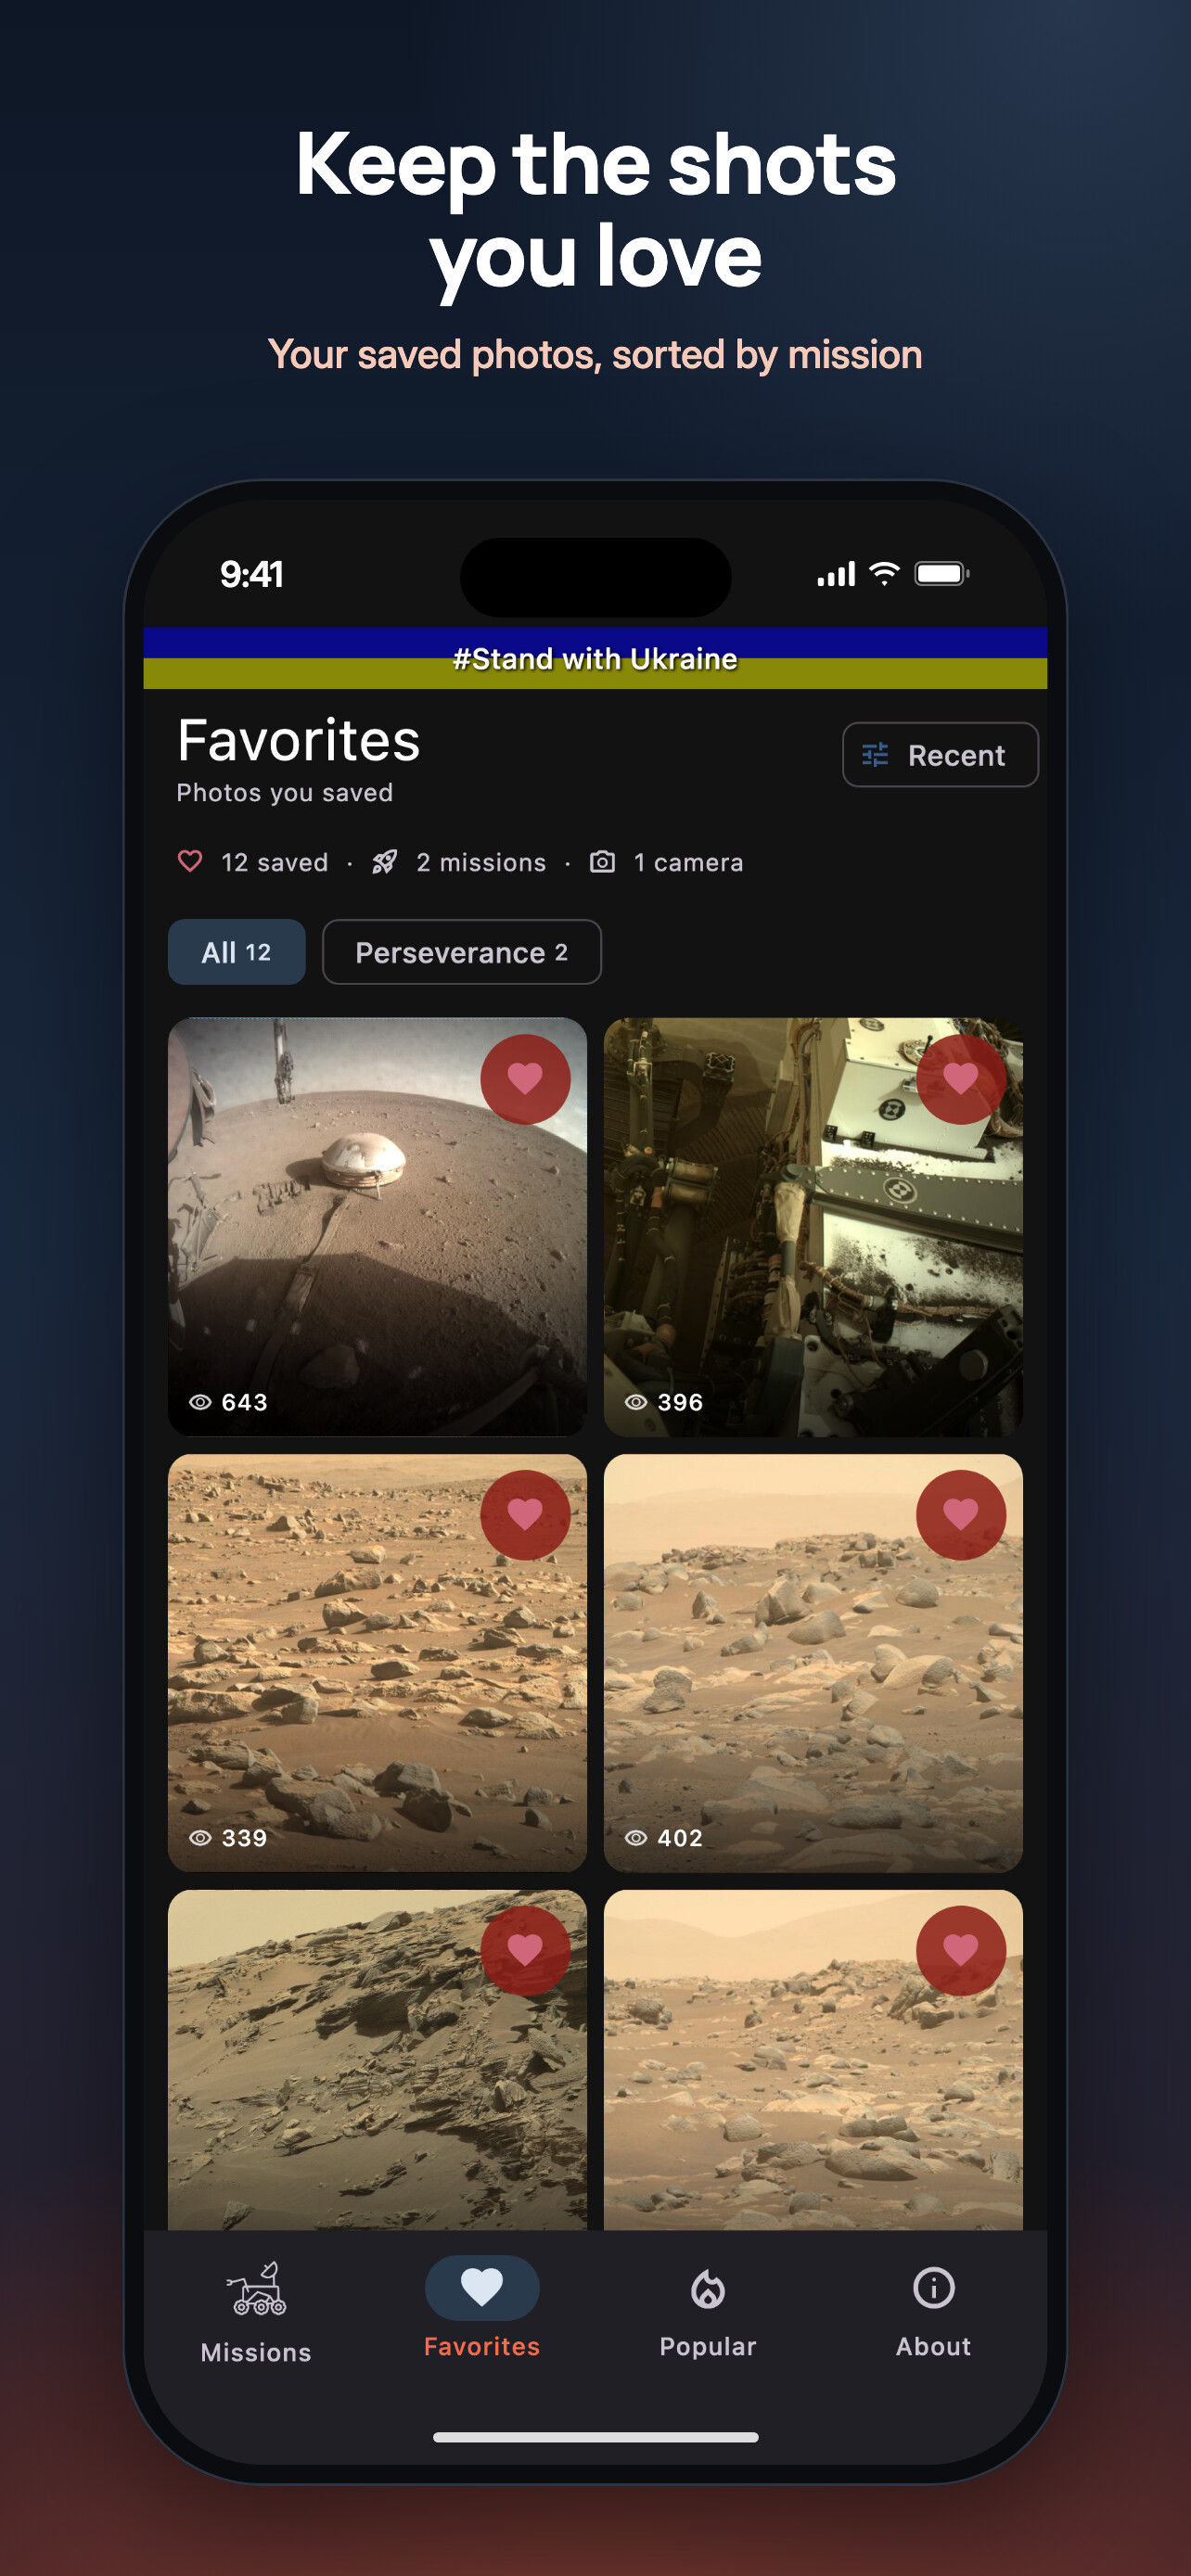 Keep the shots
you love
Your saved photos, sorted by mission
9:41
#Stand with Ukraine
Favorites
Recent
Photos you saved
12 saved · 2 missions · 1 camera
All 12
Perseverance 2
643
396
339
402
Missions
Favorites
Popular
About